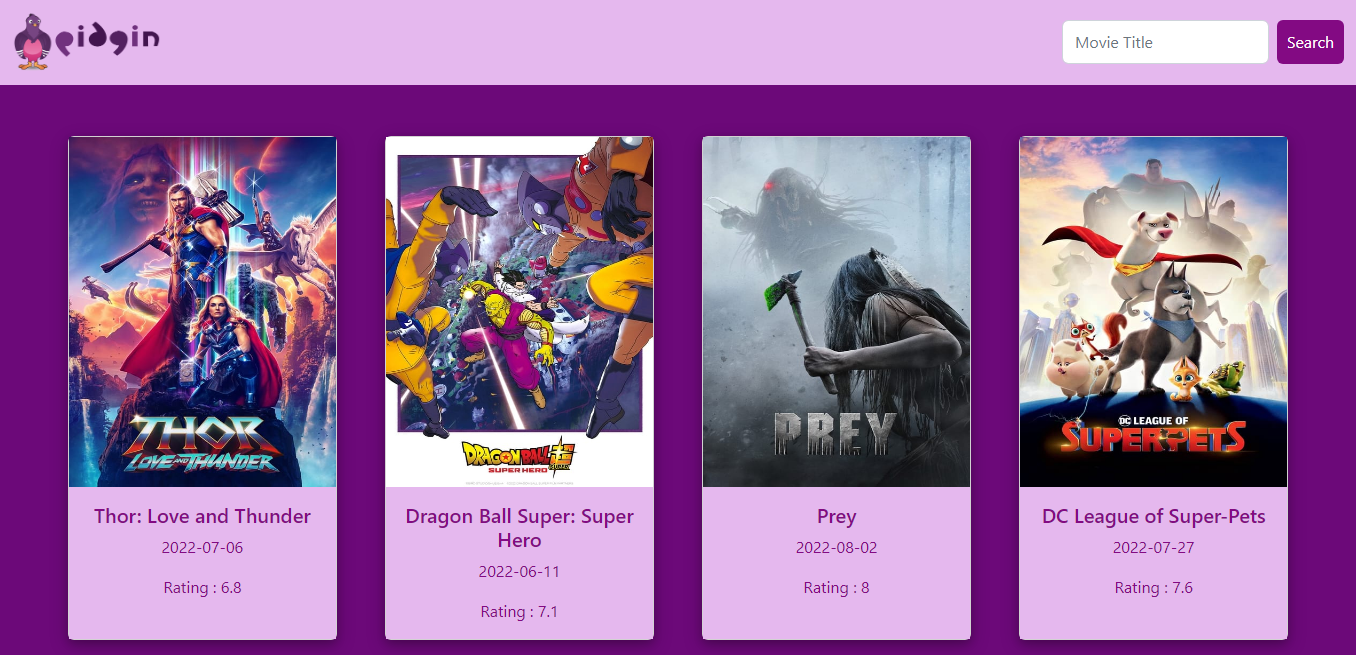 pidgin
Movie Title
Search
THOR
LOVE AND THUNDER
DRAGON BALL SUPER
SUPER HERO
PREY
DC LEAGUE OF
SUPER-PETS
Thor: Love and Thunder
2022-07-06
Rating : 6.8
Dragon Ball Super: Super
Hero
2022-06-11
Rating : 7.1
Prey
2022-08-02
Rating : 8
DC League of Super-Pets
2022-07-27
Rating : 7.6